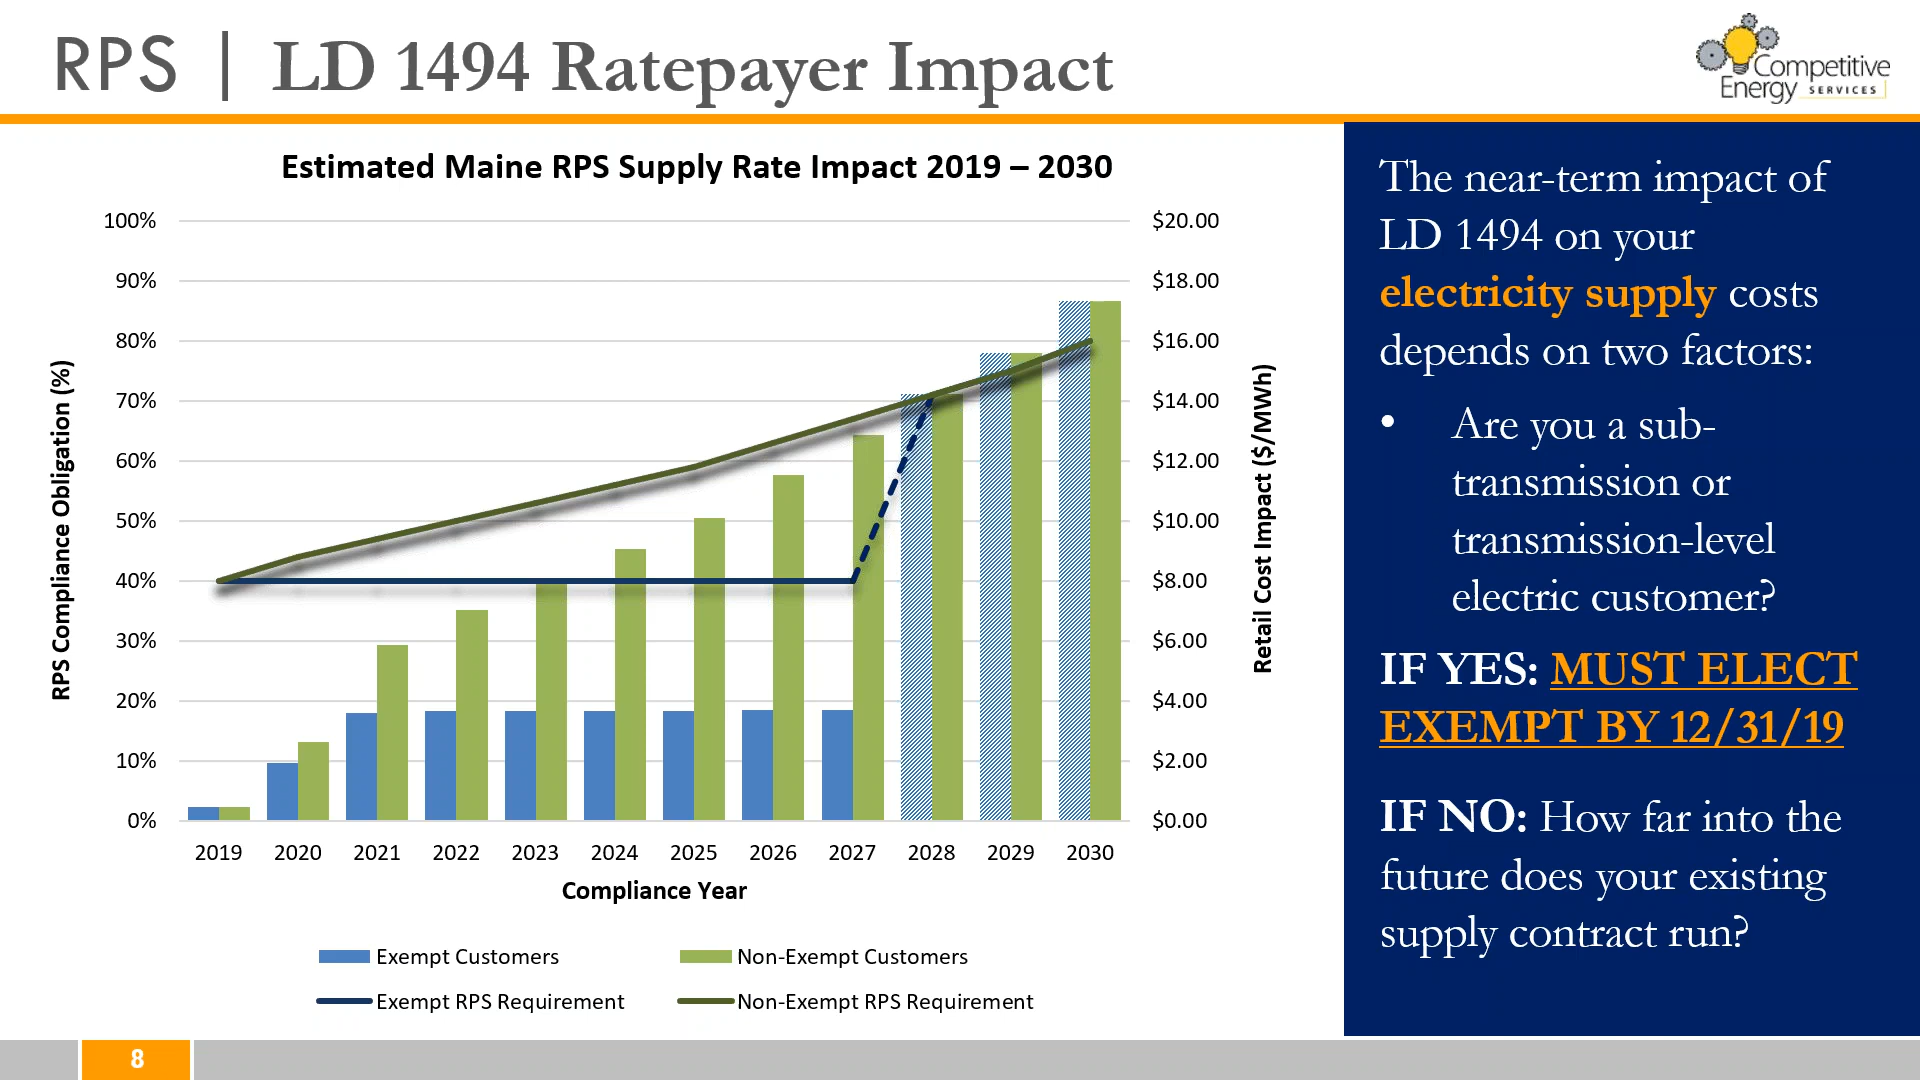 RPS | LD 1494 Ratepayer Impact
Competitive
Energy SERVICES
Estimated Maine RPS Supply Rate Impact 2019 – 2030
RPS Compliance Obligation (%)
100%
90%
80%
70%
60%
50%
40%
30%
20%
10%
0%
$20.00
$18.00
$16.00
$14.00
$12.00
$10.00
$8.00
$6.00
$4.00
$2.00
$0.00
Retail Cost Impact ($/MWh)
2019 2020 2021 2022 2023 2024 2025 2026 2027 2028 2029 2030
Compliance Year
Exempt Customers
Non-Exempt Customers
Exempt RPS Requirement
Non-Exempt RPS Requirement
The near-term impact of
LD 1494 on your
electricity supply costs
depends on two factors:
• Are you a sub-
transmission or
transmission-level
electric customer?
IF YES: MUST ELECT
EXEMPT BY 12/31/19
IF NO: How far into the
future does your existing
supply contract run?
8